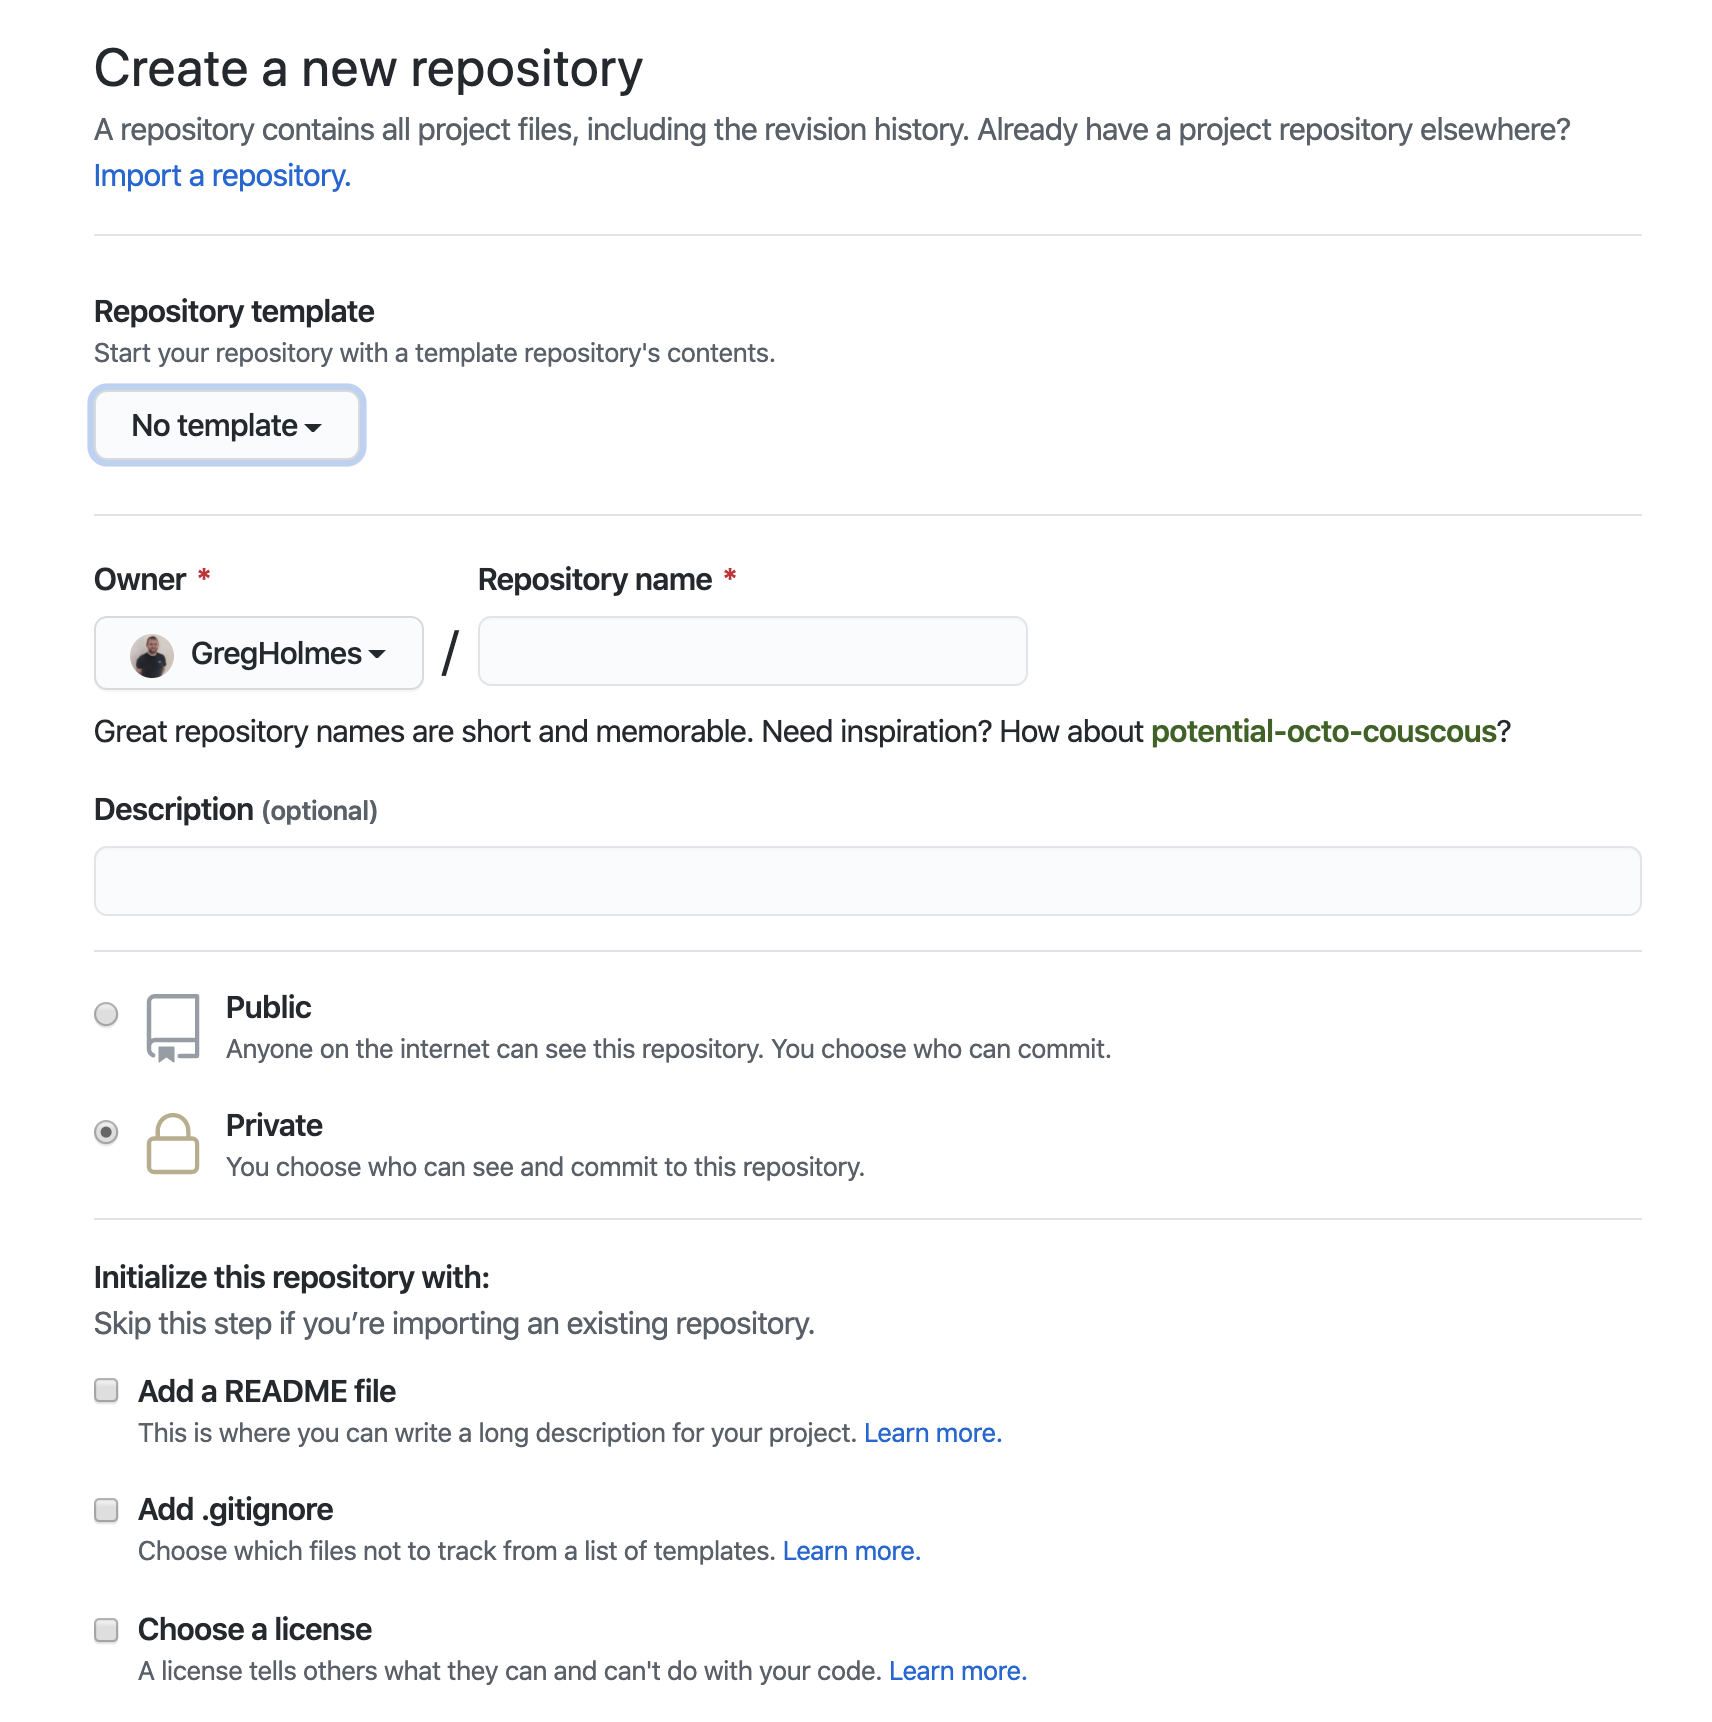 Create a new repository
A repository contains all project files, including the revision history. Already have a project repository elsewhere?
Import a repository.
Repository template
Start your repository with a template repository's contents.
No template
Owner *
Repository name *
GregHolmes
/
Great repository names are short and memorable. Need inspiration? How about potential-octo-couscous?
Description (optional)
Public
Anyone on the internet can see this repository. You choose who can commit.
Private
You choose who can see and commit to this repository.
Initialize this repository with:
Skip this step if you’re importing an existing repository.
Add a README file
This is where you can write a long description for your project. Learn more.
Add .gitignore
Choose which files not to track from a list of templates. Learn more.
Choose a license
A license tells others what they can and can't do with your code. Learn more.